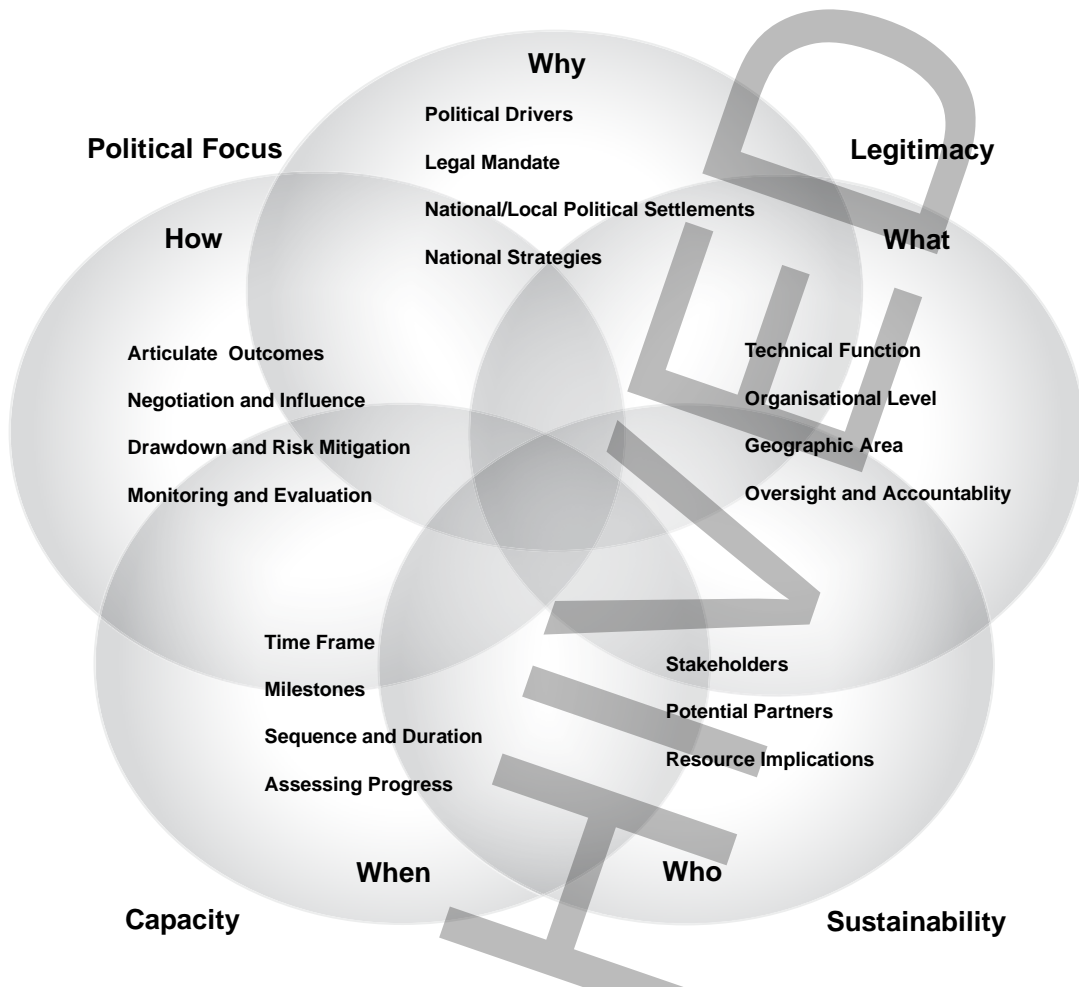 Why
Political Drivers
Legal Mandate
National/Local Political Settlements
National Strategies
Political Focus
Legitimacy
How
Articulate Outcomes
Negotiation and Influence
Drawdown and Risk Mitigation
Monitoring and Evaluation
What
Technical Function
Organisational Level
Geographic Area
Oversight and Accountablity
Time Frame
Milestones
Sequence and Duration
Assessing Progress
When
Stakeholders
Potential Partners
Resource Implications
Who
Capacity
Sustainability
HIVED